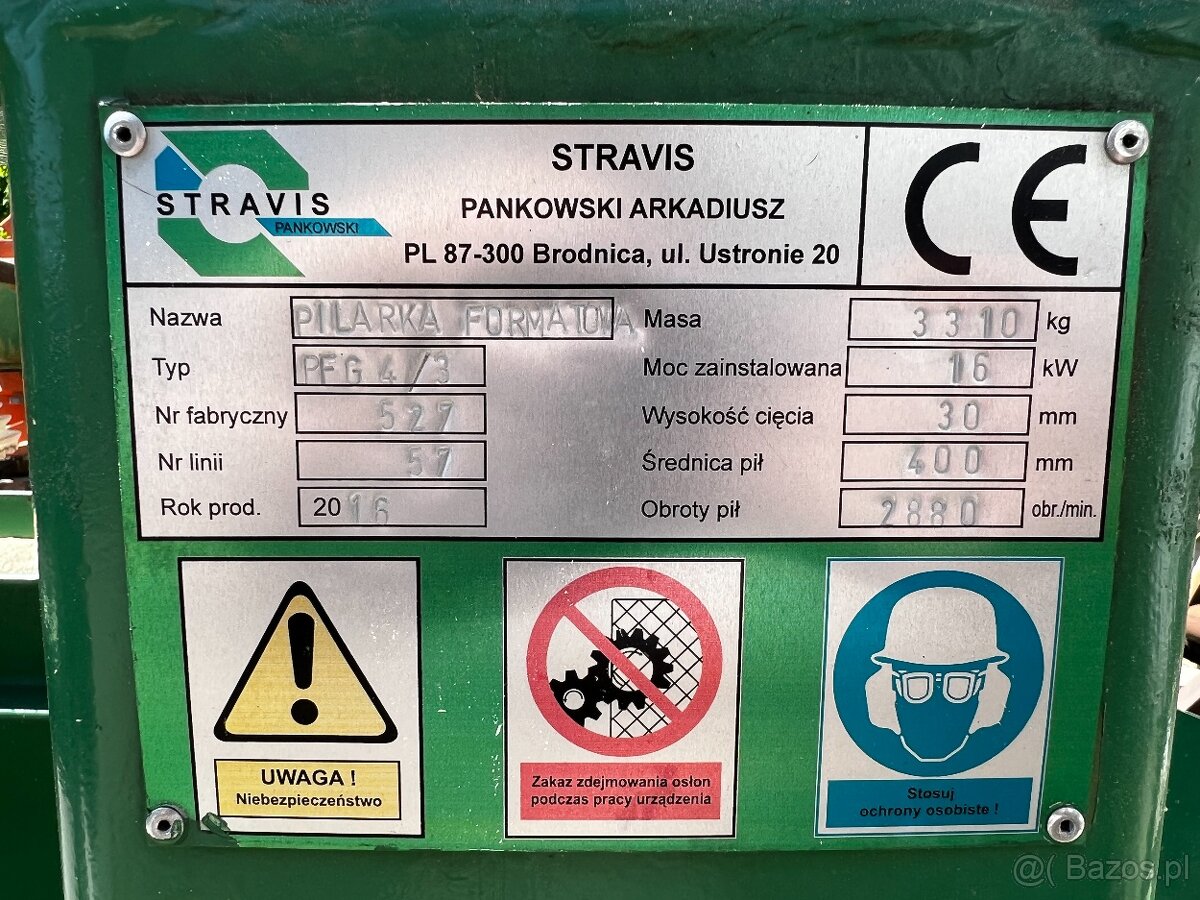 STRAVIS
PANKOWSKI
STRAVIS
PANKOWSKI ARKADIUSZ
PL 87-300 Brodnica, ul. Ustronie 20
CE
Nazwa PILARKA FORMATOWA
Typ PFG 4/3
Nr fabryczny 527
Nr linii 57
Rok prod. 2016
Masa 3310 kg
Moc zainstalowana 16 kW
Wysokość cięcia 30 mm
Średnica pił 400 mm
Obroty pił 2880 obr./min.
UWAGA !
Niebezpieczeństwo
Zakaz zdejmowania osłon
podczas pracy urządzenia
Stosuj
ochrony osobiste !
@( Bazos.pl